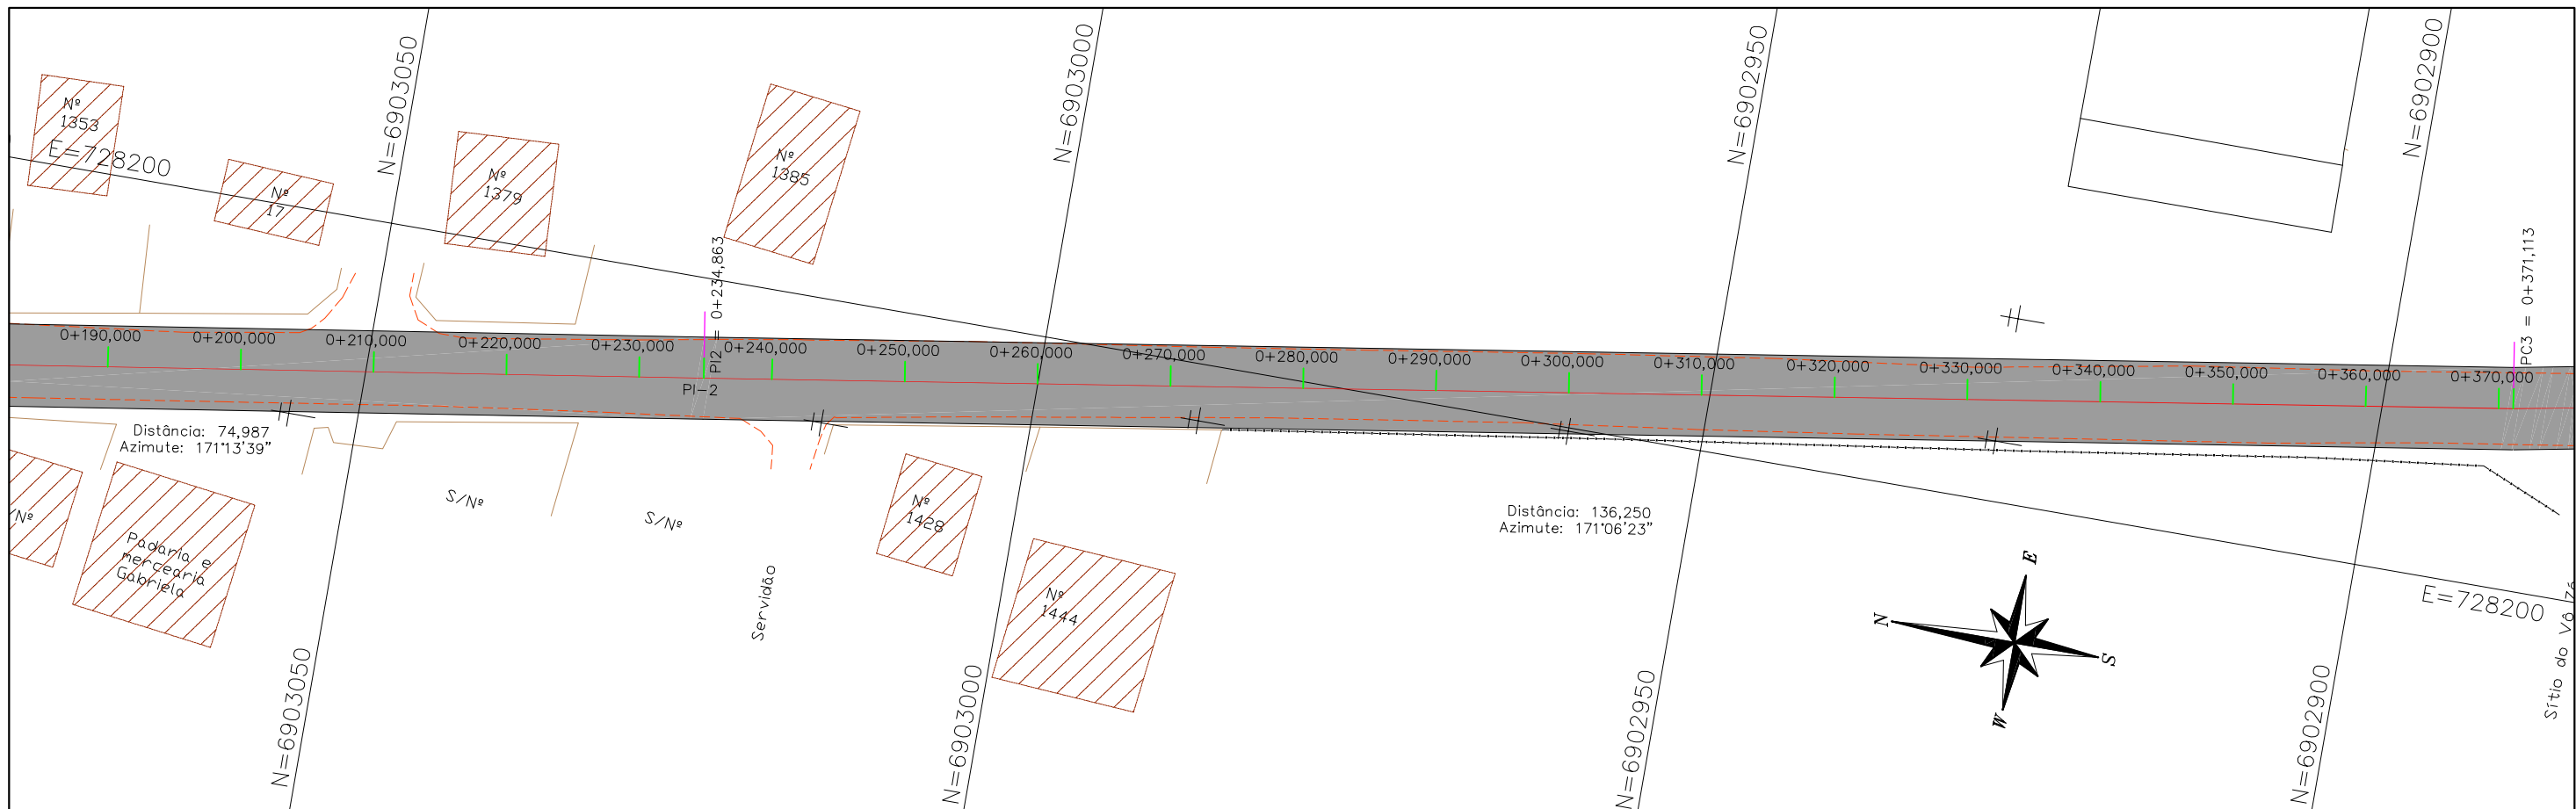 Nº
1353
E=728200
Nº
17
N=6903050
Nº
1379
Nº
1385
PI2 = 0+234,863
N=6903000
N=6902950
N=6902900
PC3 = 0+371,113
0+190,000
0+200,000
0+210,000
0+220,000
0+230,000
0+240,000
0+250,000
0+260,000
0+270,000
0+280,000
0+290,000
0+300,000
0+310,000
0+320,000
0+330,000
0+340,000
0+350,000
0+360,000
0+370,000
PI-2
Distância: 74,987
Azimute: 171°13'39"
/Nº
Padaria e
mercearia
Gabriela
S/Nº
S/Nº
Servidão
Nº
1428
Nº
1444
Distância: 136,250
Azimute: 171°06'23"
N
E
S
W
E=728200
Sítio do Vô Zé
N=6903050
N=6903000
N=6902950
N=6902900